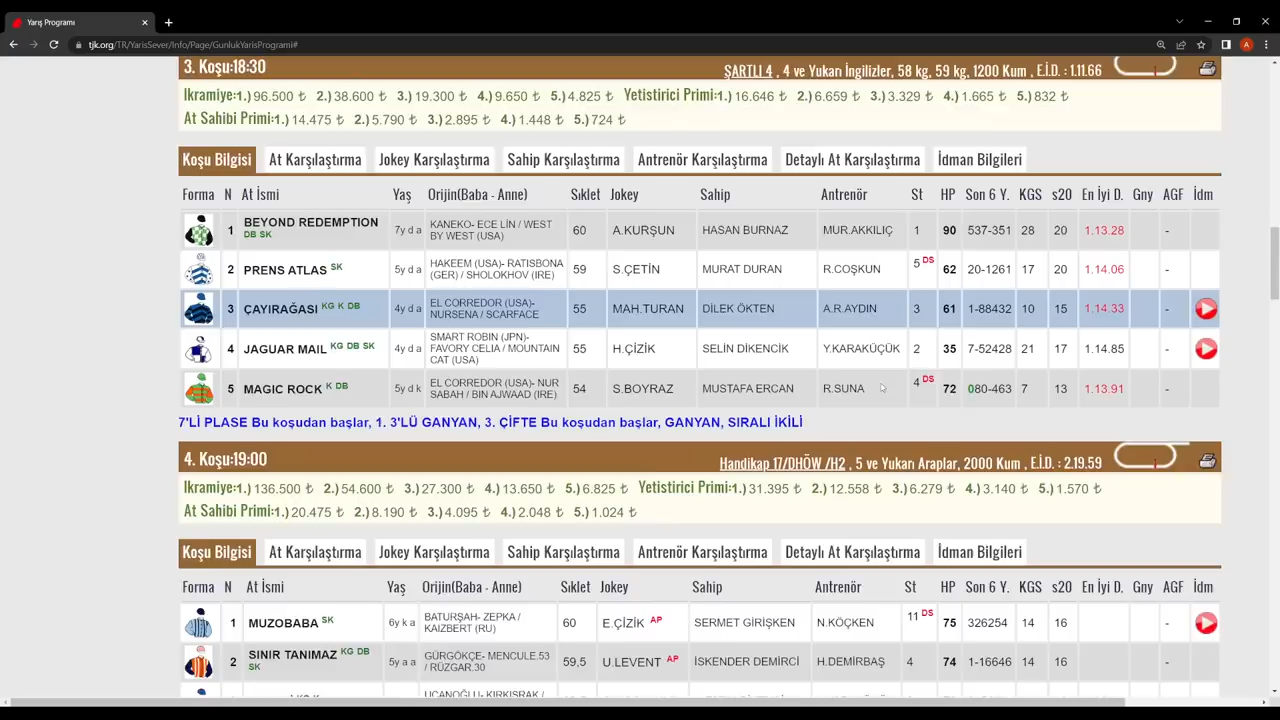 Yarış Programı
tjk.org/TR/YarisSever/Info/Page/GunlukYarisProgrami#
A
3. Koşu:18:30
ŞARTLI 4 , 4 ve Yukarı İngilizler, 58 kg, 59 kg, 1200 Kum , E.İ.D. : 1.11.66
İkramiye:1.) 96.500 ₺ 2.) 38.600 ₺ 3.) 19.300 ₺ 4.) 9.650 ₺ 5.) 4.825 ₺ Yetistirici Primi:1.) 16.646 ₺ 2.) 6.659 ₺ 3.) 3.329 ₺ 4.) 1.665 ₺ 5.) 832 ₺
At Sahibi Primi:1.) 14.475 ₺ 2.) 5.790 ₺ 3.) 2.895 ₺ 4.) 1.448 ₺ 5.) 724 ₺
Koşu Bilgisi At Karşılaştırma Jokey Karşılaştırma Sahip Karşılaştırma Antrenör Karşılaştırma Detaylı At Karşılaştırma İdman Bilgileri
Forma N At İsmi Yaş Orijin(Baba - Anne) Sıklet Jokey Sahip Antrenör St HP Son 6 Y. KGS s20 En İyi D. Gny AGF İdm
1 BEYOND REDEMPTION DB SK 7y d a KANEKO- ECE LİN / WEST BY WEST (USA) 60 A.KURŞUN HASAN BURNAZ MUR.AKKILIÇ 1 90 537-351 28 20 1.13.28 -
2 PRENS ATLAS SK 5y d a HAKEEM (USA)- RATISBONA (GER) / SHOLOKHOV (IRE) 59 S.ÇETİN MURAT DURAN R.COŞKUN 5 DS 62 20-1261 17 20 1.14.06 -
3 ÇAYIRAĞASI KG K DB 4y d a EL CORREDOR (USA)- NURSENA / SCARFACE 55 MAH.TURAN DİLEK ÖKTEN A.R.AYDIN 3 61 1-88432 10 15 1.14.33 -
4 JAGUAR MAIL KG DB SK 4y d a SMART ROBIN (JPN)- FAVORY CELIA / MOUNTAIN CAT (USA) 55 H.ÇİZİK SELİN DİKENCİK Y.KARAKÜÇÜK 2 35 7-52428 21 17 1.14.85 -
5 MAGIC ROCK K DB 5y d k EL CORREDOR (USA)- NUR SABAH / BIN AJWAAD (IRE) 54 S.BOYRAZ MUSTAFA ERCAN R.SUNA 4 DS 72 080-463 7 13 1.13.91 -
7'Lİ PLASE Bu koşudan başlar, 1. 3'LÜ GANYAN, 3. ÇİFTE Bu koşudan başlar, GANYAN, SIRALI İKİLİ
4. Koşu:19:00
Handikap 17/DHÖW /H2 , 5 ve Yukarı Araplar, 2000 Kum , E.İ.D. : 2.19.59
İkramiye:1.) 136.500 ₺ 2.) 54.600 ₺ 3.) 27.300 ₺ 4.) 13.650 ₺ 5.) 6.825 ₺ Yetistirici Primi:1.) 31.395 ₺ 2.) 12.558 ₺ 3.) 6.279 ₺ 4.) 3.140 ₺ 5.) 1.570 ₺
At Sahibi Primi:1.) 20.475 ₺ 2.) 8.190 ₺ 3.) 4.095 ₺ 4.) 2.048 ₺ 5.) 1.024 ₺
Koşu Bilgisi At Karşılaştırma Jokey Karşılaştırma Sahip Karşılaştırma Antrenör Karşılaştırma Detaylı At Karşılaştırma İdman Bilgileri
Forma N At İsmi Yaş Orijin(Baba - Anne) Sıklet Jokey Sahip Antrenör St HP Son 6 Y. KGS s20 En İyi D. Gny AGF İdm
1 MUZOBABA SK 6y k a BATURŞAH- ZEPKA / KAIZBERT (RU) 60 E.ÇİZİK AP SERMET GİRİŞKEN N.KÖÇKEN 11 DS 75 326254 14 16 -
2 SINIR TANIMAZ KG DB SK 5y a a GÜRGÖKÇE- MENCULE.53 / RÜZGAR.30 59,5 U.LEVENT AP İSKENDER DEMİRCİ H.DEMİRBAŞ 4 74 1-16646 14 16 -
UÇANOĞLU- KIRKISRAK /